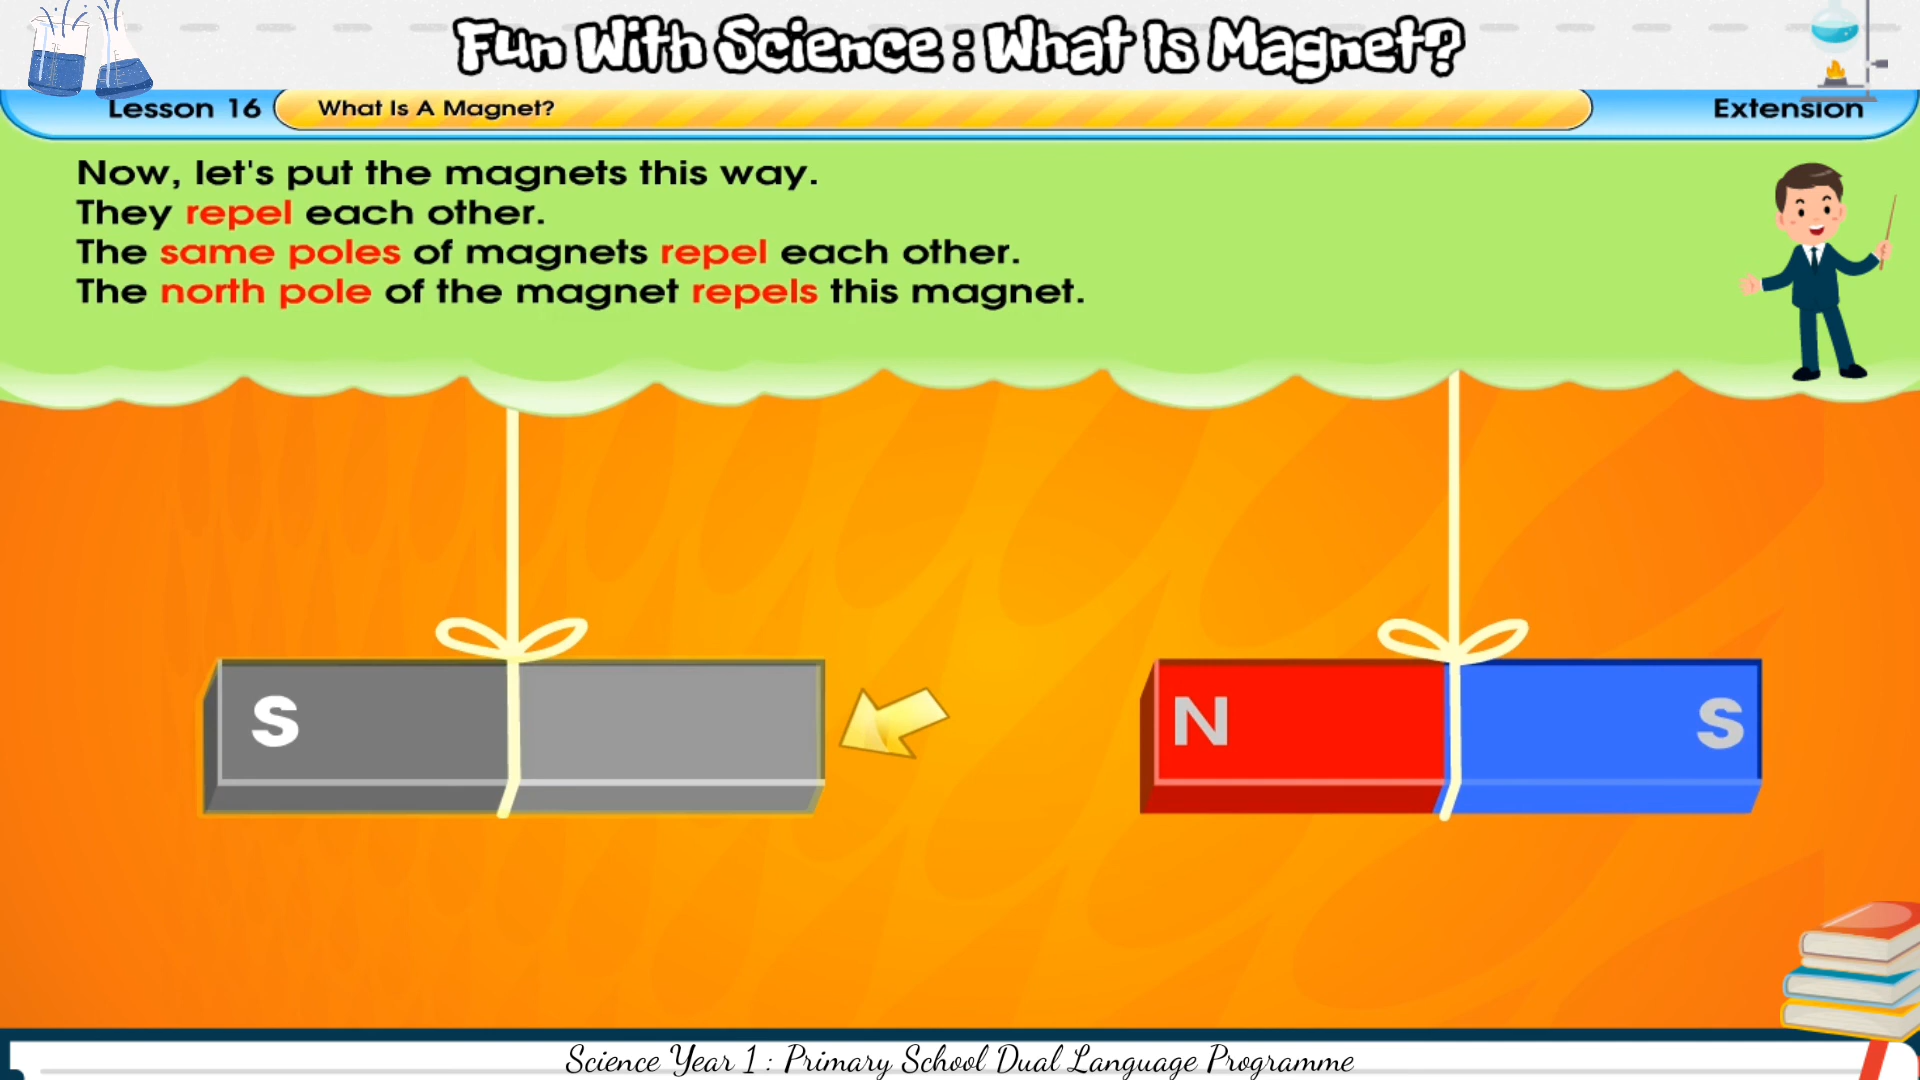 Fun With Science : What Is Magnet?
Lesson 16
What Is A Magnet?
Extension
Now, let's put the magnets this way.
They repel each other.
The same poles of magnets repel each other.
The north pole of the magnet repels this magnet.
S
N
S
Science Year 1 : Primary School Dual Language Programme